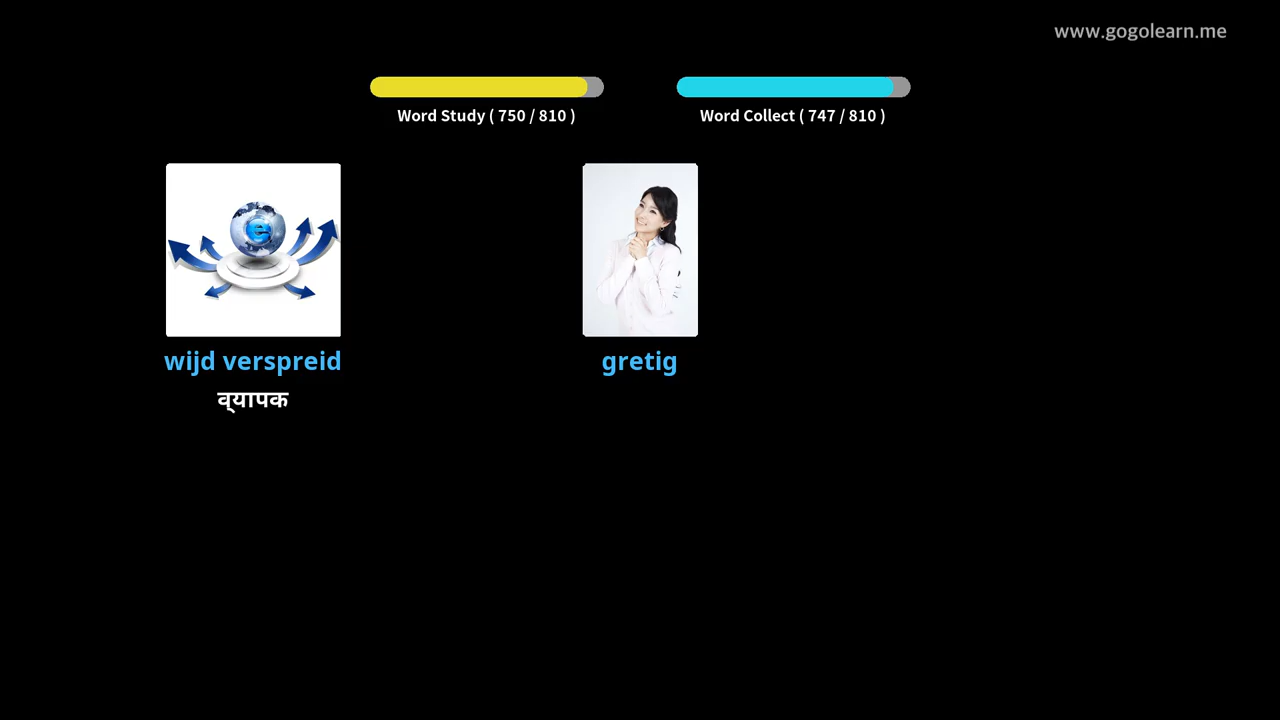 www.gogolearn.me
Word Study ( 750 / 810 )
Word Collect ( 747 / 810 )
e
wijd verspreid
gretig
व्यापक